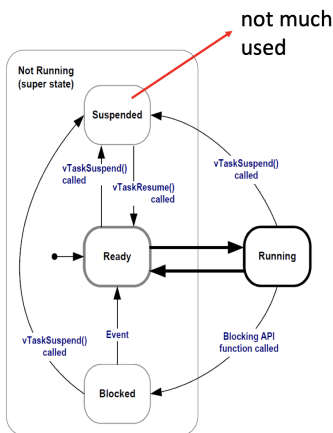 not much
used
Not Running
(super state)
Suspended
vTaskSuspend()
called
vTaskResume()
called
vTaskSuspend()
called
Ready
Running
vTaskSuspend()
called
Event
Blocking API
function called
Blocked